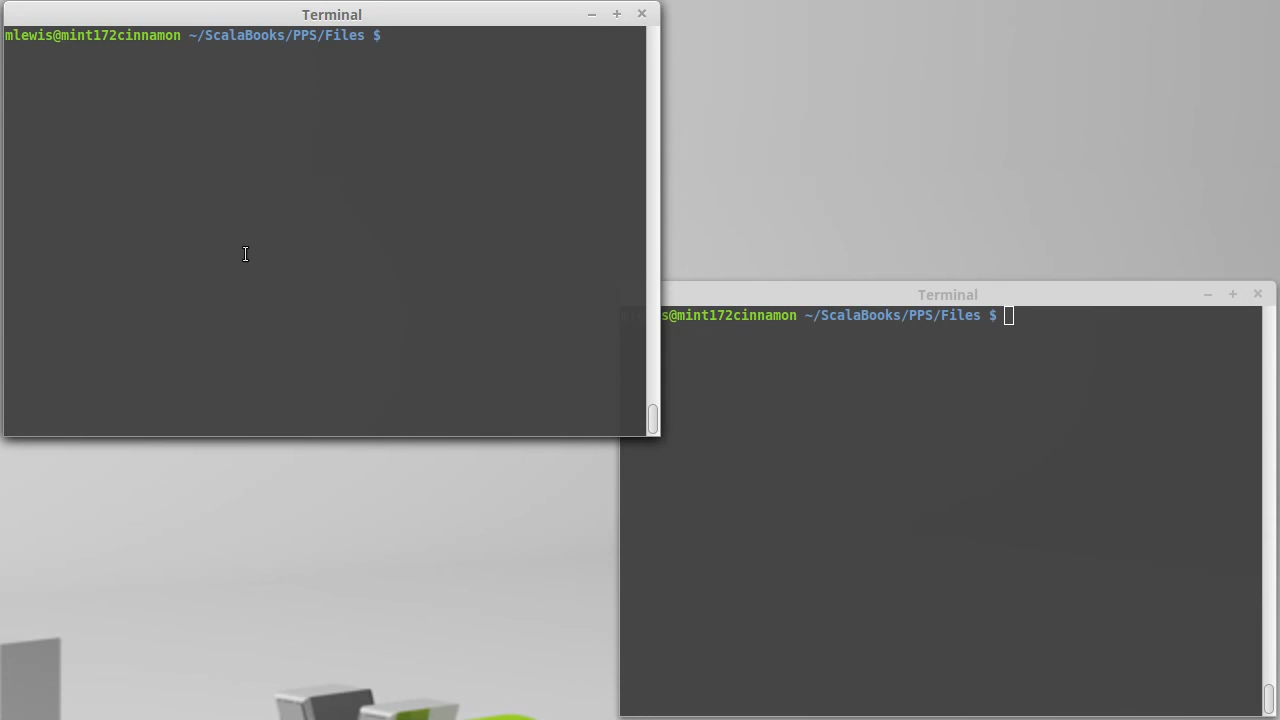 Terminal
mlewis@mint172cinnamon ~/ScalaBooks/PPS/Files $
Terminal
s@mint172cinnamon ~/ScalaBooks/PPS/Files $